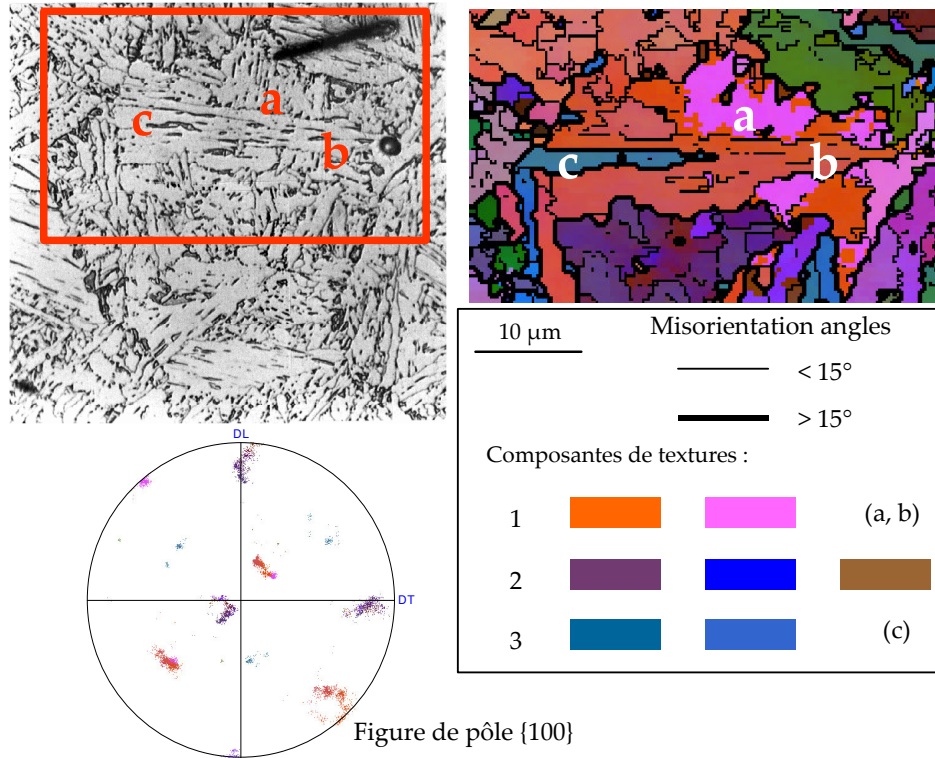 a
c
b
a
b
c
10 µm
Misorientation angles
< 15°
> 15°
Composantes de textures :
1
(a, b)
2
3
(c)
DL
DT
Figure de pôle {100}